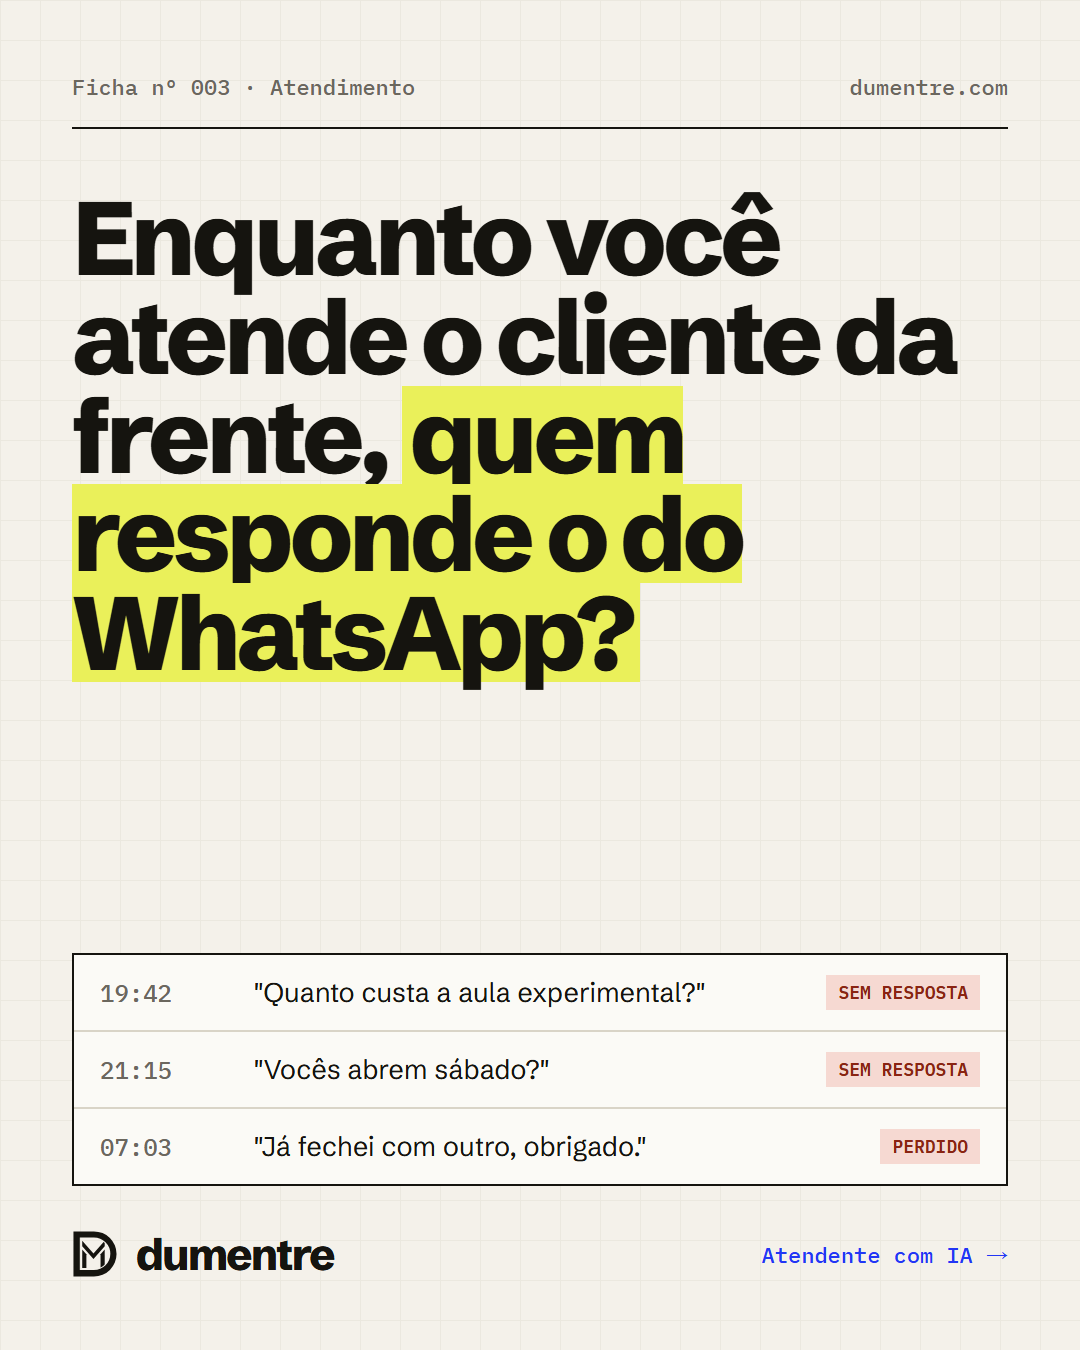 Ficha nº 003 · Atendimento
dumentre.com
Enquanto você
atende o cliente da
frente, quem
responde o do
WhatsApp?
19:42 "Quanto custa a aula experimental?" SEM RESPOSTA
21:15 "Vocês abrem sábado?" SEM RESPOSTA
07:03 "Já fechei com outro, obrigado." PERDIDO
dumentre
Atendente com IA →